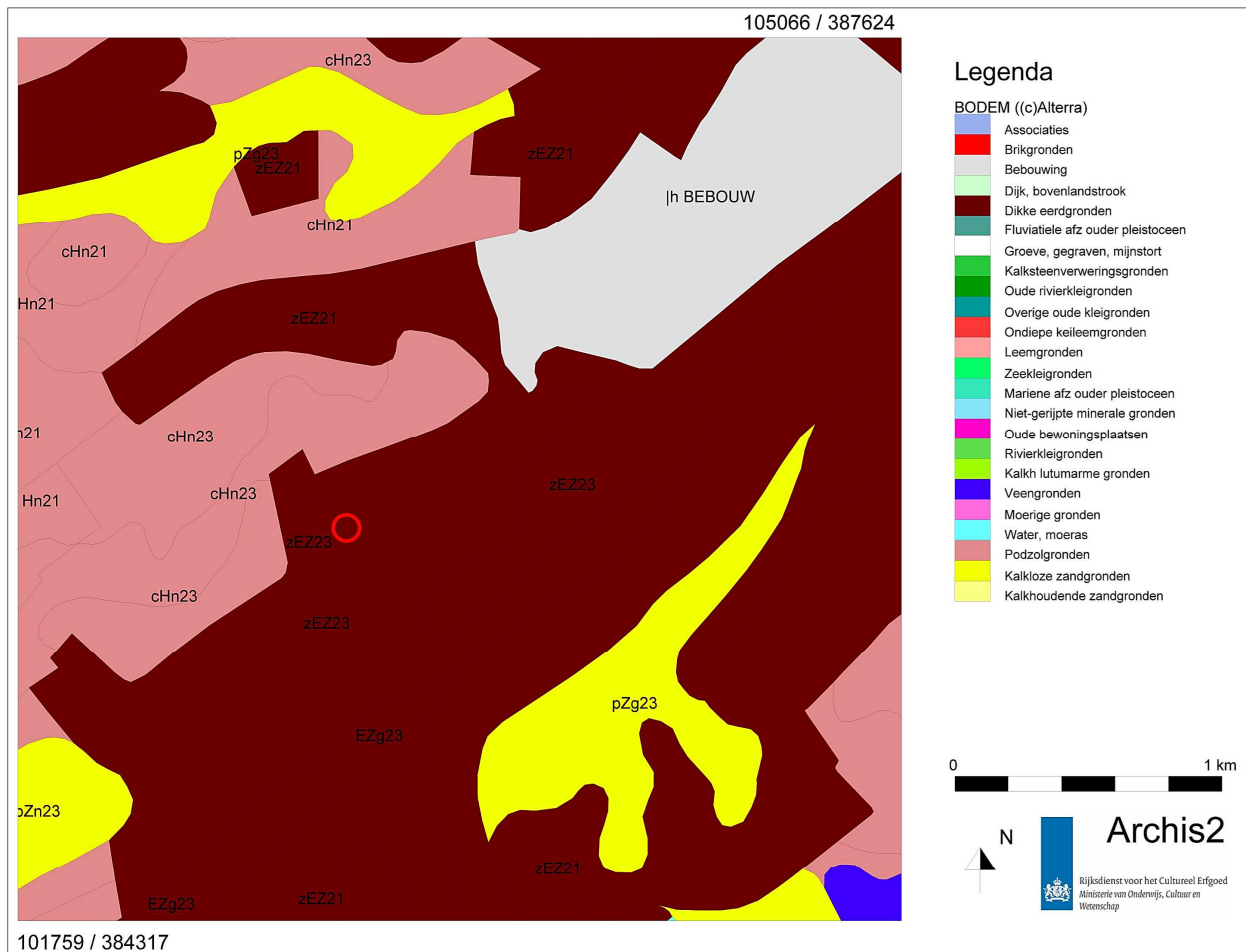 105066 / 387624
cHn23
pZg23
zEZ21
zEZ21
|h BEBOUW
cHn21
cHn21
Hn21
zEZ21
n21
cHn23
cHn23
zEZ23
Hn21
zEZ23
cHn23
zEZ23
pZg23
EZg23
pZn23
zEZ21
zEZ21
EZg23
101759 / 384317
Legenda
BODEM ((c)Alterra)
Associaties
Brikgronden
Bebouwing
Dijk, bovenlandstrook
Dikke eerdgronden
Fluviatiele afz ouder pleistoceen
Groeve, gegraven, mijnstort
Kalksteenverweringsgronden
Oude rivierkleigronden
Overige oude kleigronden
Ondiepe keileemgronden
Leemgronden
Zeekleigronden
Mariene afz ouder pleistoceen
Niet-gerijpte minerale gronden
Oude bewoningsplaatsen
Rivierkleigronden
Kalkh lutumarme gronden
Veengronden
Moerige gronden
Water, moeras
Podzolgronden
Kalkloze zandgronden
Kalkhoudende zandgronden
0 1 km
N
Archis2
Rijksdienst voor het Cultureel Erfgoed
Ministerie van Onderwijs, Cultuur en
Wetenschap